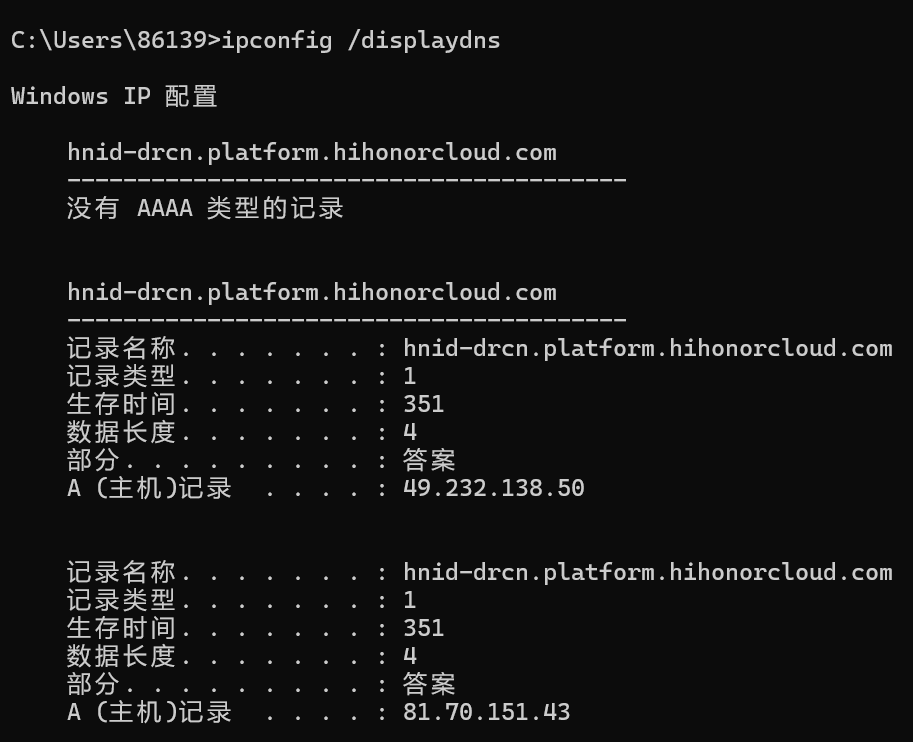 C:\Users\86139>ipconfig /displaydns
Windows IP 配置
hnid-drcn.platform.hihonorcloud.com
----------------------------------------
没有 AAAA 类型的记录
hnid-drcn.platform.hihonorcloud.com
----------------------------------------
记录名称. . . . . . . : hnid-drcn.platform.hihonorcloud.com
记录类型. . . . . . . : 1
生存时间. . . . . . . : 351
数据长度. . . . . . . : 4
部分. . . . . . . . . : 答案
A (主机)记录  . . . . : 49.232.138.50
记录名称. . . . . . . : hnid-drcn.platform.hihonorcloud.com
记录类型. . . . . . . : 1
生存时间. . . . . . . : 351
数据长度. . . . . . . : 4
部分. . . . . . . . . : 答案
A (主机)记录  . . . . : 81.70.151.43